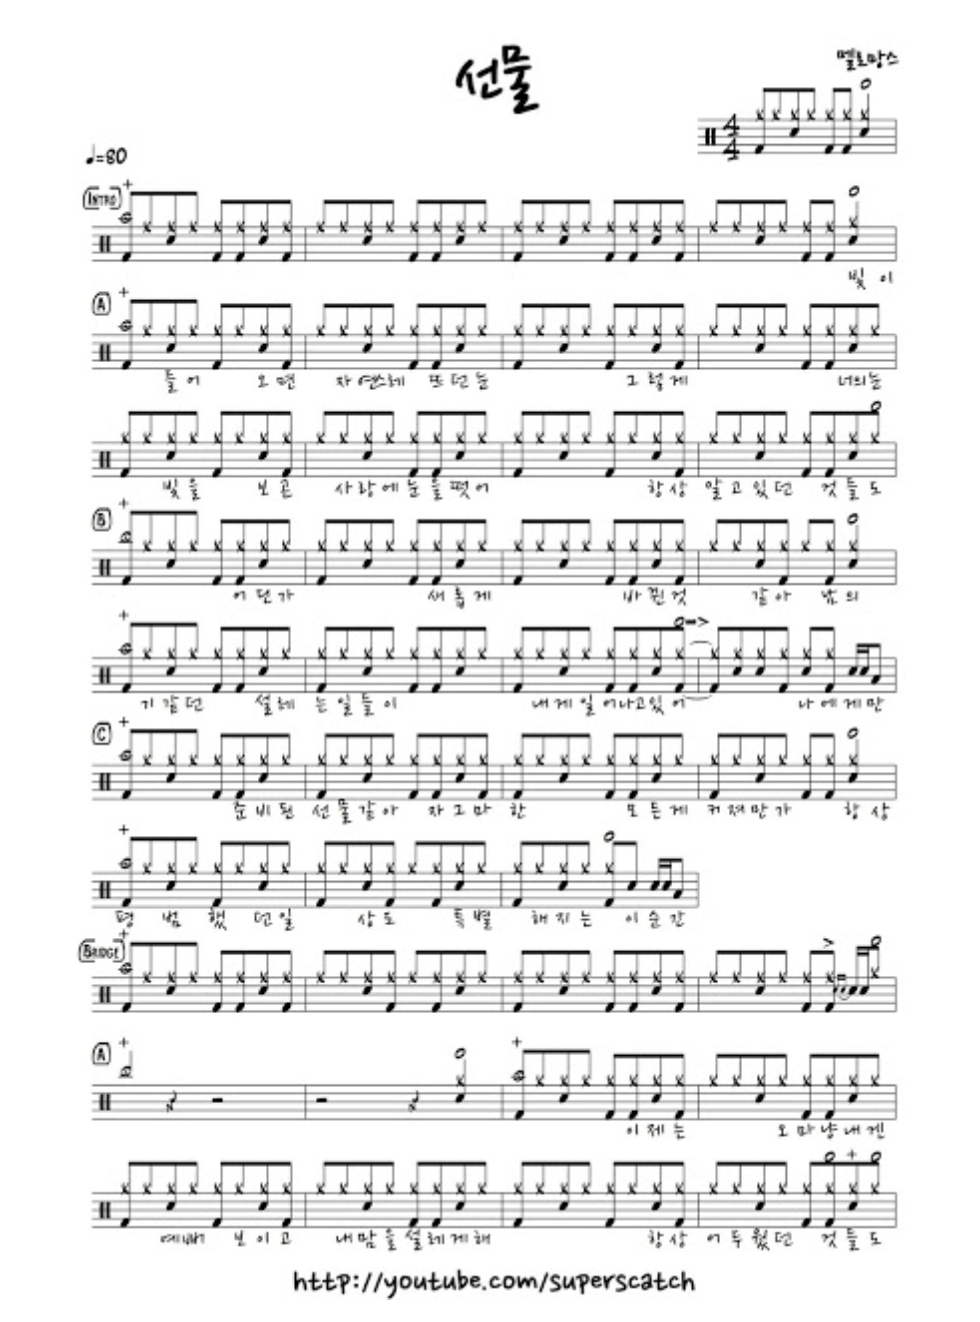 선물
멜로망스
4
4
♩=80
INTRO
빛 이
A
들 어 오 면 자 연스레 뜨 던 눈 그 렇 게 너의눈
빛 을 보 곤 사 랑 에 눈 을 떴 어 항 상 알 고 있 던 것 들 도
B
어 딘 가 새 롭 게 바 뀐 것 같 아 남 의
기 같 던 설 레 는 일 들 이 내 게 일 어나고있 어 나 에 게 만
C
준 비 된 선 물 같 아 자 그 마 한 모 든 게 커 져 만 가 항 상
평 범 했 던 일 상 도 특 별 해 지 는 이 순 간
BRIDGE
A
이 제 는 오 마 냥 내 겐
예뻐 보 이 고 내 맘 을 설 레 게 해 항 상 어 두 웠 던 것 들 도
http://youtube.com/superscatch